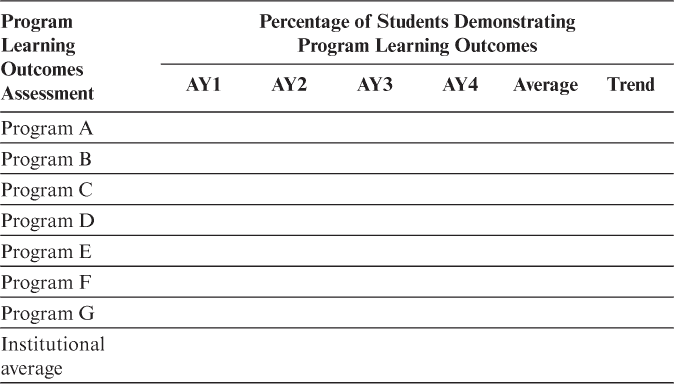 Program
Learning
Outcomes
Assessment
Percentage of Students Demonstrating
Program Learning Outcomes
AY1 AY2 AY3 AY4 Average Trend
Program A
Program B
Program C
Program D
Program E
Program F
Program G
Institutional
average